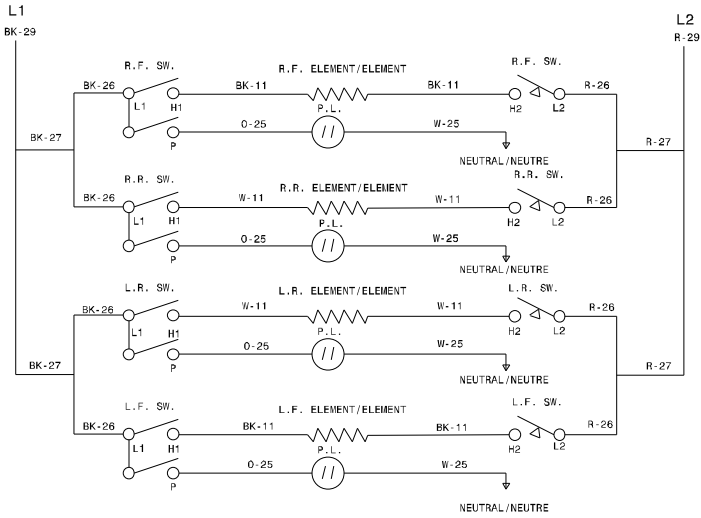 L1
L2
BK-29
R-29
R.F. SW.
R.F. ELEMENT/ELEMENT
R.F. SW.
BK-26
BK-11
BK-11
R-26
L1
H1
P.L.
H2
L2
O-25
W-25
BK-27
R-27
P
NEUTRAL/NEUTRE
R.R. SW.
R.R. ELEMENT/ELEMENT
R.R. SW.
BK-26
W-11
W-11
R-26
L1
H1
P.L.
H2
L2
O-25
W-25
P
NEUTRAL/NEUTRE
L.R. SW.
L.R. ELEMENT/ELEMENT
L.R. SW.
BK-26
W-11
W-11
R-26
L1
H1
P.L.
H2
L2
O-25
W-25
BK-27
R-27
P
NEUTRAL/NEUTRE
L.F. SW.
L.F. ELEMENT/ELEMENT
L.F. SW.
BK-26
BK-11
BK-11
R-26
L1
H1
P.L.
H2
L2
O-25
W-25
P
NEUTRAL/NEUTRE